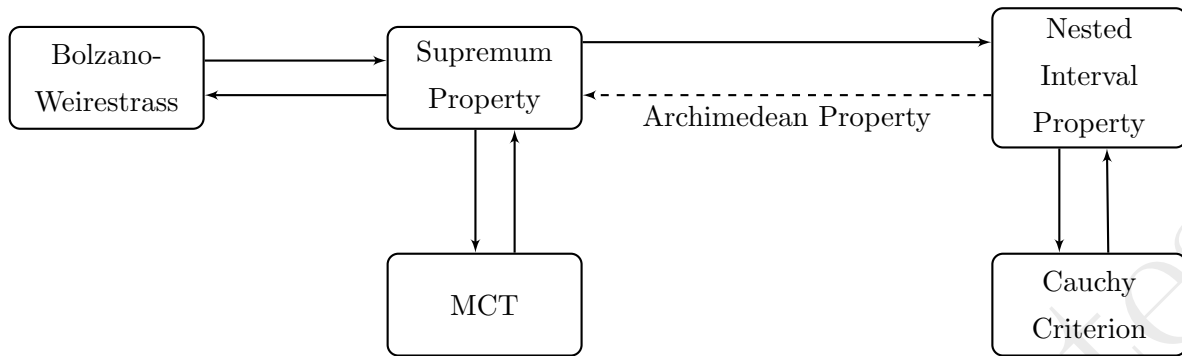 Bolzano-
Weirestrass
Supremum
Property
Nested
Interval
Property
Archimedean Property
MCT
Cauchy
Criterion